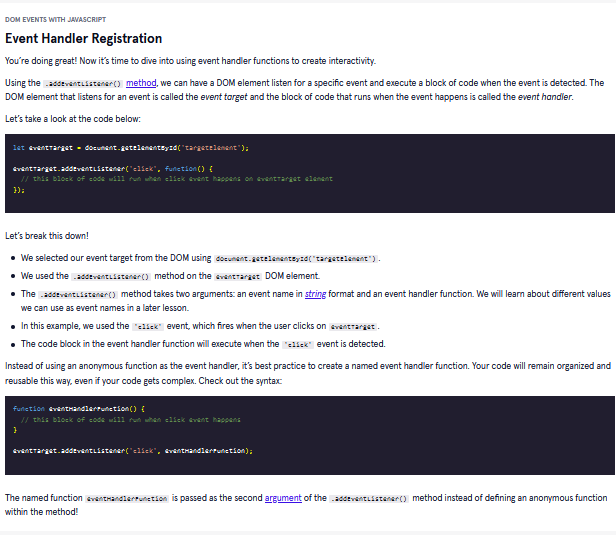 DOM EVENTS WITH JAVASCRIPT
Event Handler Registration
You're doing great! Now it's time to dive into using event handler functions to create interactivity.
Using the .addEventListener() method, we can have a DOM element listen for a specific event and execute a block of code when the event is detected. The
DOM element that listens for an event is called the event target and the block of code that runs when the event happens is called the event handler.
Let's take a look at the code below:
let eventTarget = document.getElementById('targetElement');
eventTarget.addEventListener('click', function() {
// this block of code will run when click event happens on eventTarget element
});
Let's break this down!
• We selected our event target from the DOM using document.getElementById('targetElement').
• We used the .addEventListener() method on the eventTarget DOM element.
• The .addEventListener() method takes two arguments: an event name in string format and an event handler function. We will learn about different values
we can use as event names in a later lesson.
• In this example, we used the 'click' event, which fires when the user clicks on eventTarget.
• The code block in the event handler function will execute when the 'click' event is detected.
Instead of using an anonymous function as the event handler, it's best practice to create a named event handler function. Your code will remain organized and
reusable this way, even if your code gets complex. Check out the syntax:
function eventHandlerFunction() {
// this block of code will run when click event happens
}
eventTarget.addEventListener('click', eventHandlerFunction);
The named function eventHandlerFunction is passed as the second argument of the .addEventListener() method instead of defining an anonymous function
within the method!